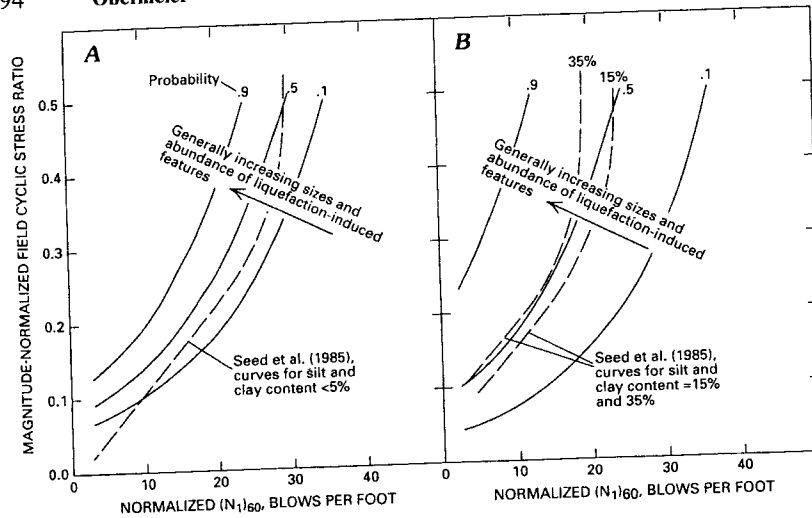 94 Obermeier
A
Probability
.9
.5
.1
Generally increasing sizes and
abundance of liquefaction-induced
features
Seed et al. (1985),
curves for silt and
clay content <5%
MAGNITUDE-NORMALIZED FIELD CYCLIC STRESS RATIO
0.5
0.4
0.3
0.2
0.1
0.0
0
10
20
30
40
NORMALIZED (N₁)₆₀, BLOWS PER FOOT
B
35%
15%
.9
.5
.1
Generally increasing sizes and
abundance of liquefaction-induced
features
Seed et al. (1985),
curves for silt and
clay content =15%
and 35%
10
20
30
40
NORMALIZED (N₁)₆₀, BLOWS PER FOOT